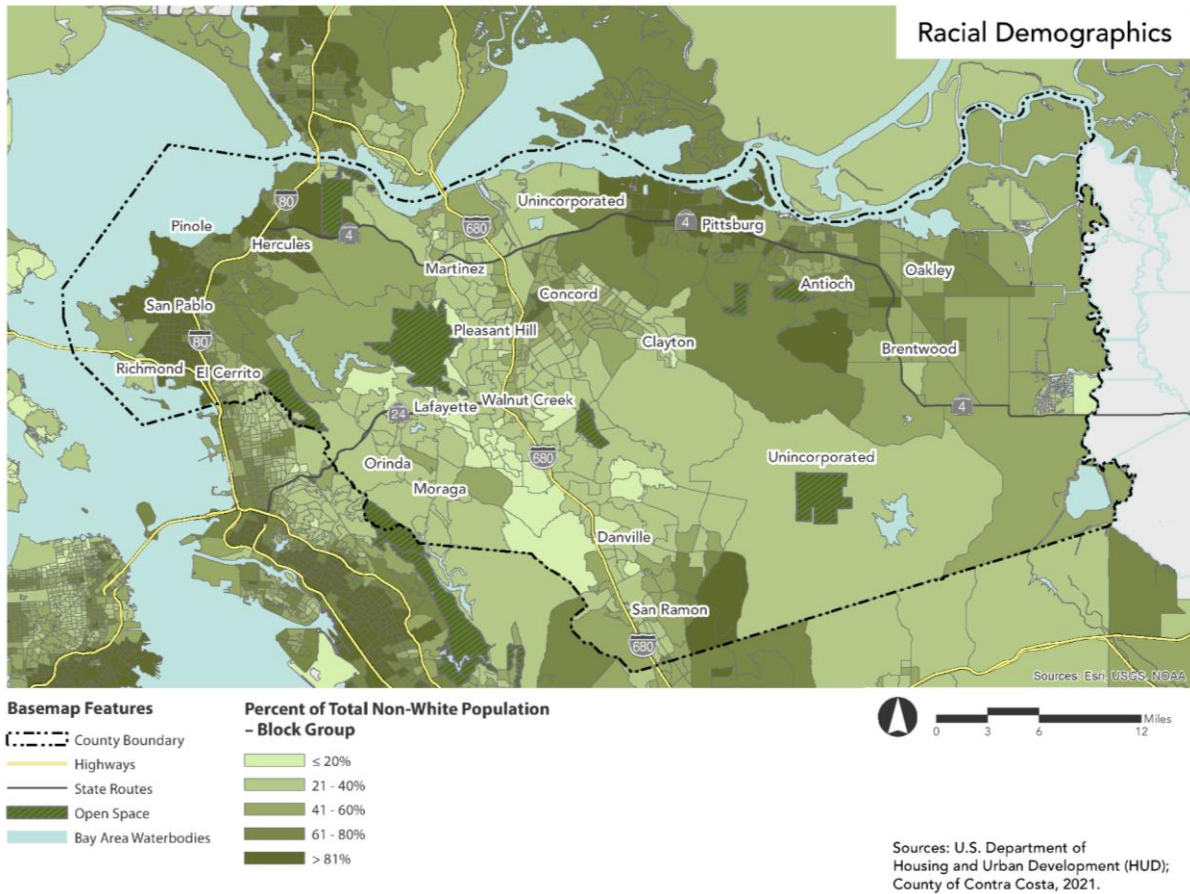 Racial Demographics
80
Pinole
Hercules
4
680
Unincorporated
4
Pittsburg
Martinez
San Pablo
Concord
Antioch
Oakley
80
Pleasant Hill
Clayton
Brentwood
Richmond
El Cerrito
24
Lafayette
Walnut Creek
4
Orinda
680
Unincorporated
Moraga
Danville
San Ramon
680
Sources: Esri, USGS, NOAA
Basemap Features
County Boundary
Highways
State Routes
Open Space
Bay Area Waterbodies
Percent of Total Non-White Population
– Block Group
≤ 20%
21 - 40%
41 - 60%
61 - 80%
> 81%
0 3 6 12 Miles
Sources: U.S. Department of
Housing and Urban Development (HUD);
County of Contra Costa, 2021.